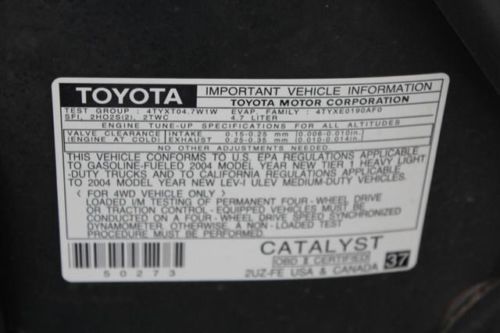 TOYOTA IMPORTANT VEHICLE INFORMATION
TOYOTA MOTOR CORPORATION
TEST GROUP : 4TYXT04.7W1W EVAP. FAMILY : 4TYXE0190AF0
SFI, 2HO2S(2), 2TWC 4.7 LITER
ENGINE TUNE-UP SPECIFICATIONS FOR ALL ALTITUDES
VALVE CLEARANCE INTAKE 0.15-0.25 mm (0.006-0.010in.)
(ENGINE AT COLD) EXHAUST 0.25-0.35 mm (0.010-0.014in.)
NO OTHER ADJUSTMENTS NEEDED.
THIS VEHICLE CONFORMS TO U.S. EPA REGULATIONS APPLICABLE
TO GASOLINE-FUELED 2004 MODEL YEAR NEW TIER 1 HEAVY LIGHT
-DUTY TRUCKS AND TO CALIFORNIA REGULATIONS APPLICABLE
TO 2004 MODEL YEAR NEW LEV-I ULEV MEDIUM-DUTY VEHICLES.
< FOR 4WD VEHICLE ONLY >
LOADED I/M TESTING OF PERMANENT FOUR-WHEEL DRIVE
OR TRACTION CONTROL - EQUIPPED VEHICLES MUST BE
CONDUCTED ON A FOUR-WHEEL SPEED SYNCHRONIZED
DYNAMOMETER. OTHERWISE A NON-LOADED TEST
PROCEDURE MUST BE PERFORMED.
CATALYST
OBD II CERTIFIED
50273 2UZ-FE USA & CANADA 37